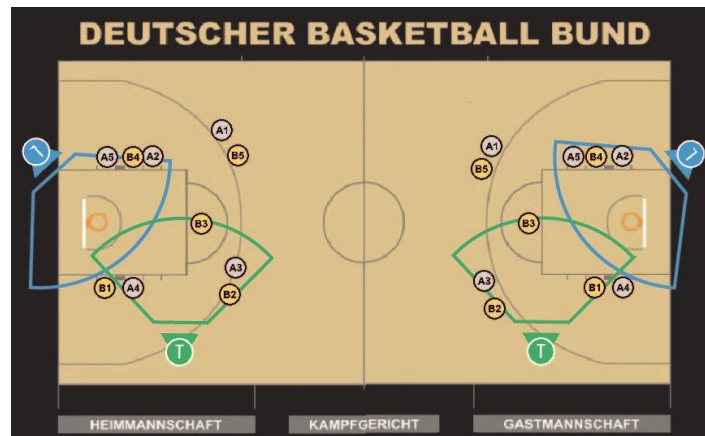 DEUTSCHER BASKETBALL BUND
A1
A1
B5
B5
A5 B4 A2
A5 B4 A2
B3
B3
A3
A3
B1 A4
B1 A4
B2
B2
T
T
HEIMMANNSCHAFT
KAMPFGERICHT
GASTMANNSCHAFT